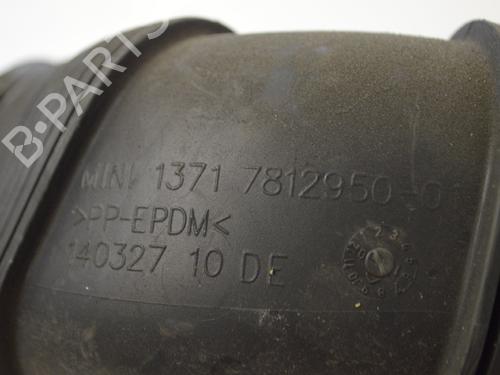 B-PARTS
MINI 1371 7812950-01
>PP-EPDM<
140327 10 DE